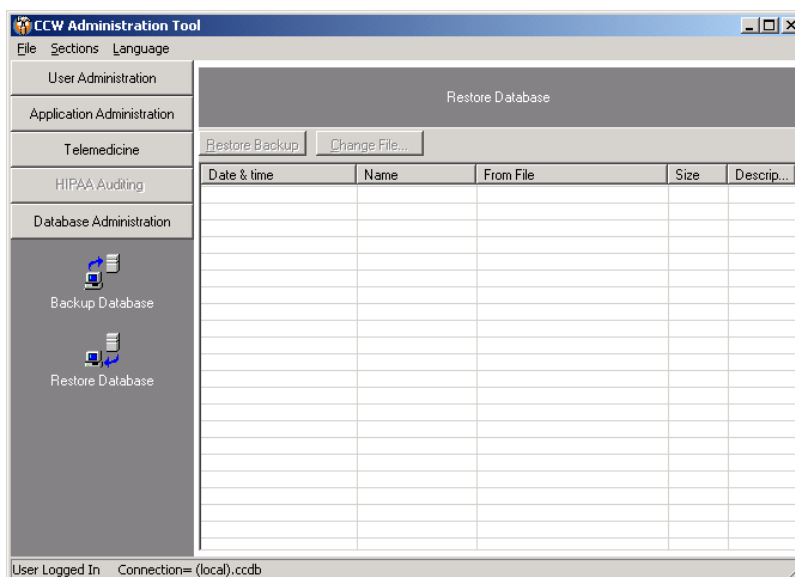 CCW Administration Tool
File Sections Language
User Administration
Application Administration
Telemedicine
HIPAA Auditing
Database Administration
Backup Database
Restore Database
Restore Database
Restore Backup Change File...
Date & time Name From File Size Descrip...
User Logged In Connection= (local).ccdb